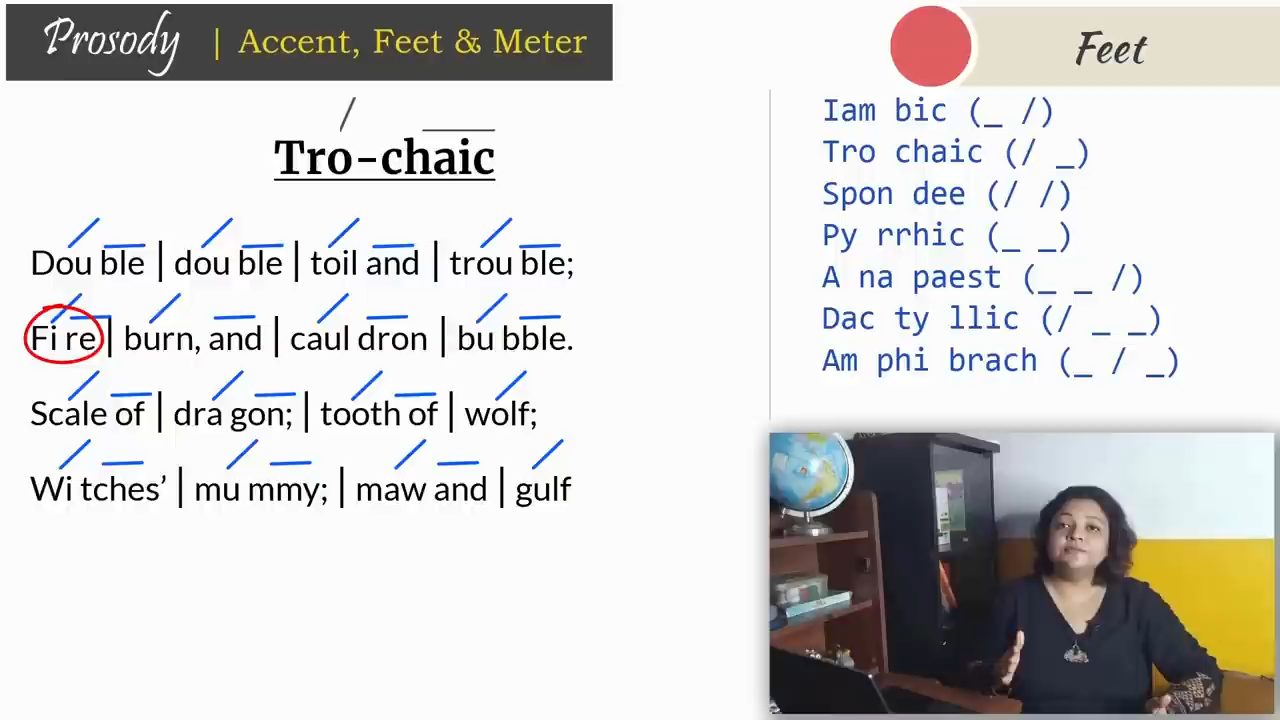 Prosody | Accent, Feet & Meter
Feet
Tro-chaic
Dou ble | dou ble | toil and | trou ble;
Fi re | burn, and | caul dron | bu bble.
Scale of | dra gon; | tooth of | wolf;
Wi tches’ | mu mmy; | maw and | gulf
Iam bic (_ /)
Tro chaic (/ _)
Spon dee (/ /)
Py rrhic (_ _)
A na paest (_ _ /)
Dac ty llic (/ _ _)
Am phi brach (_ / _)